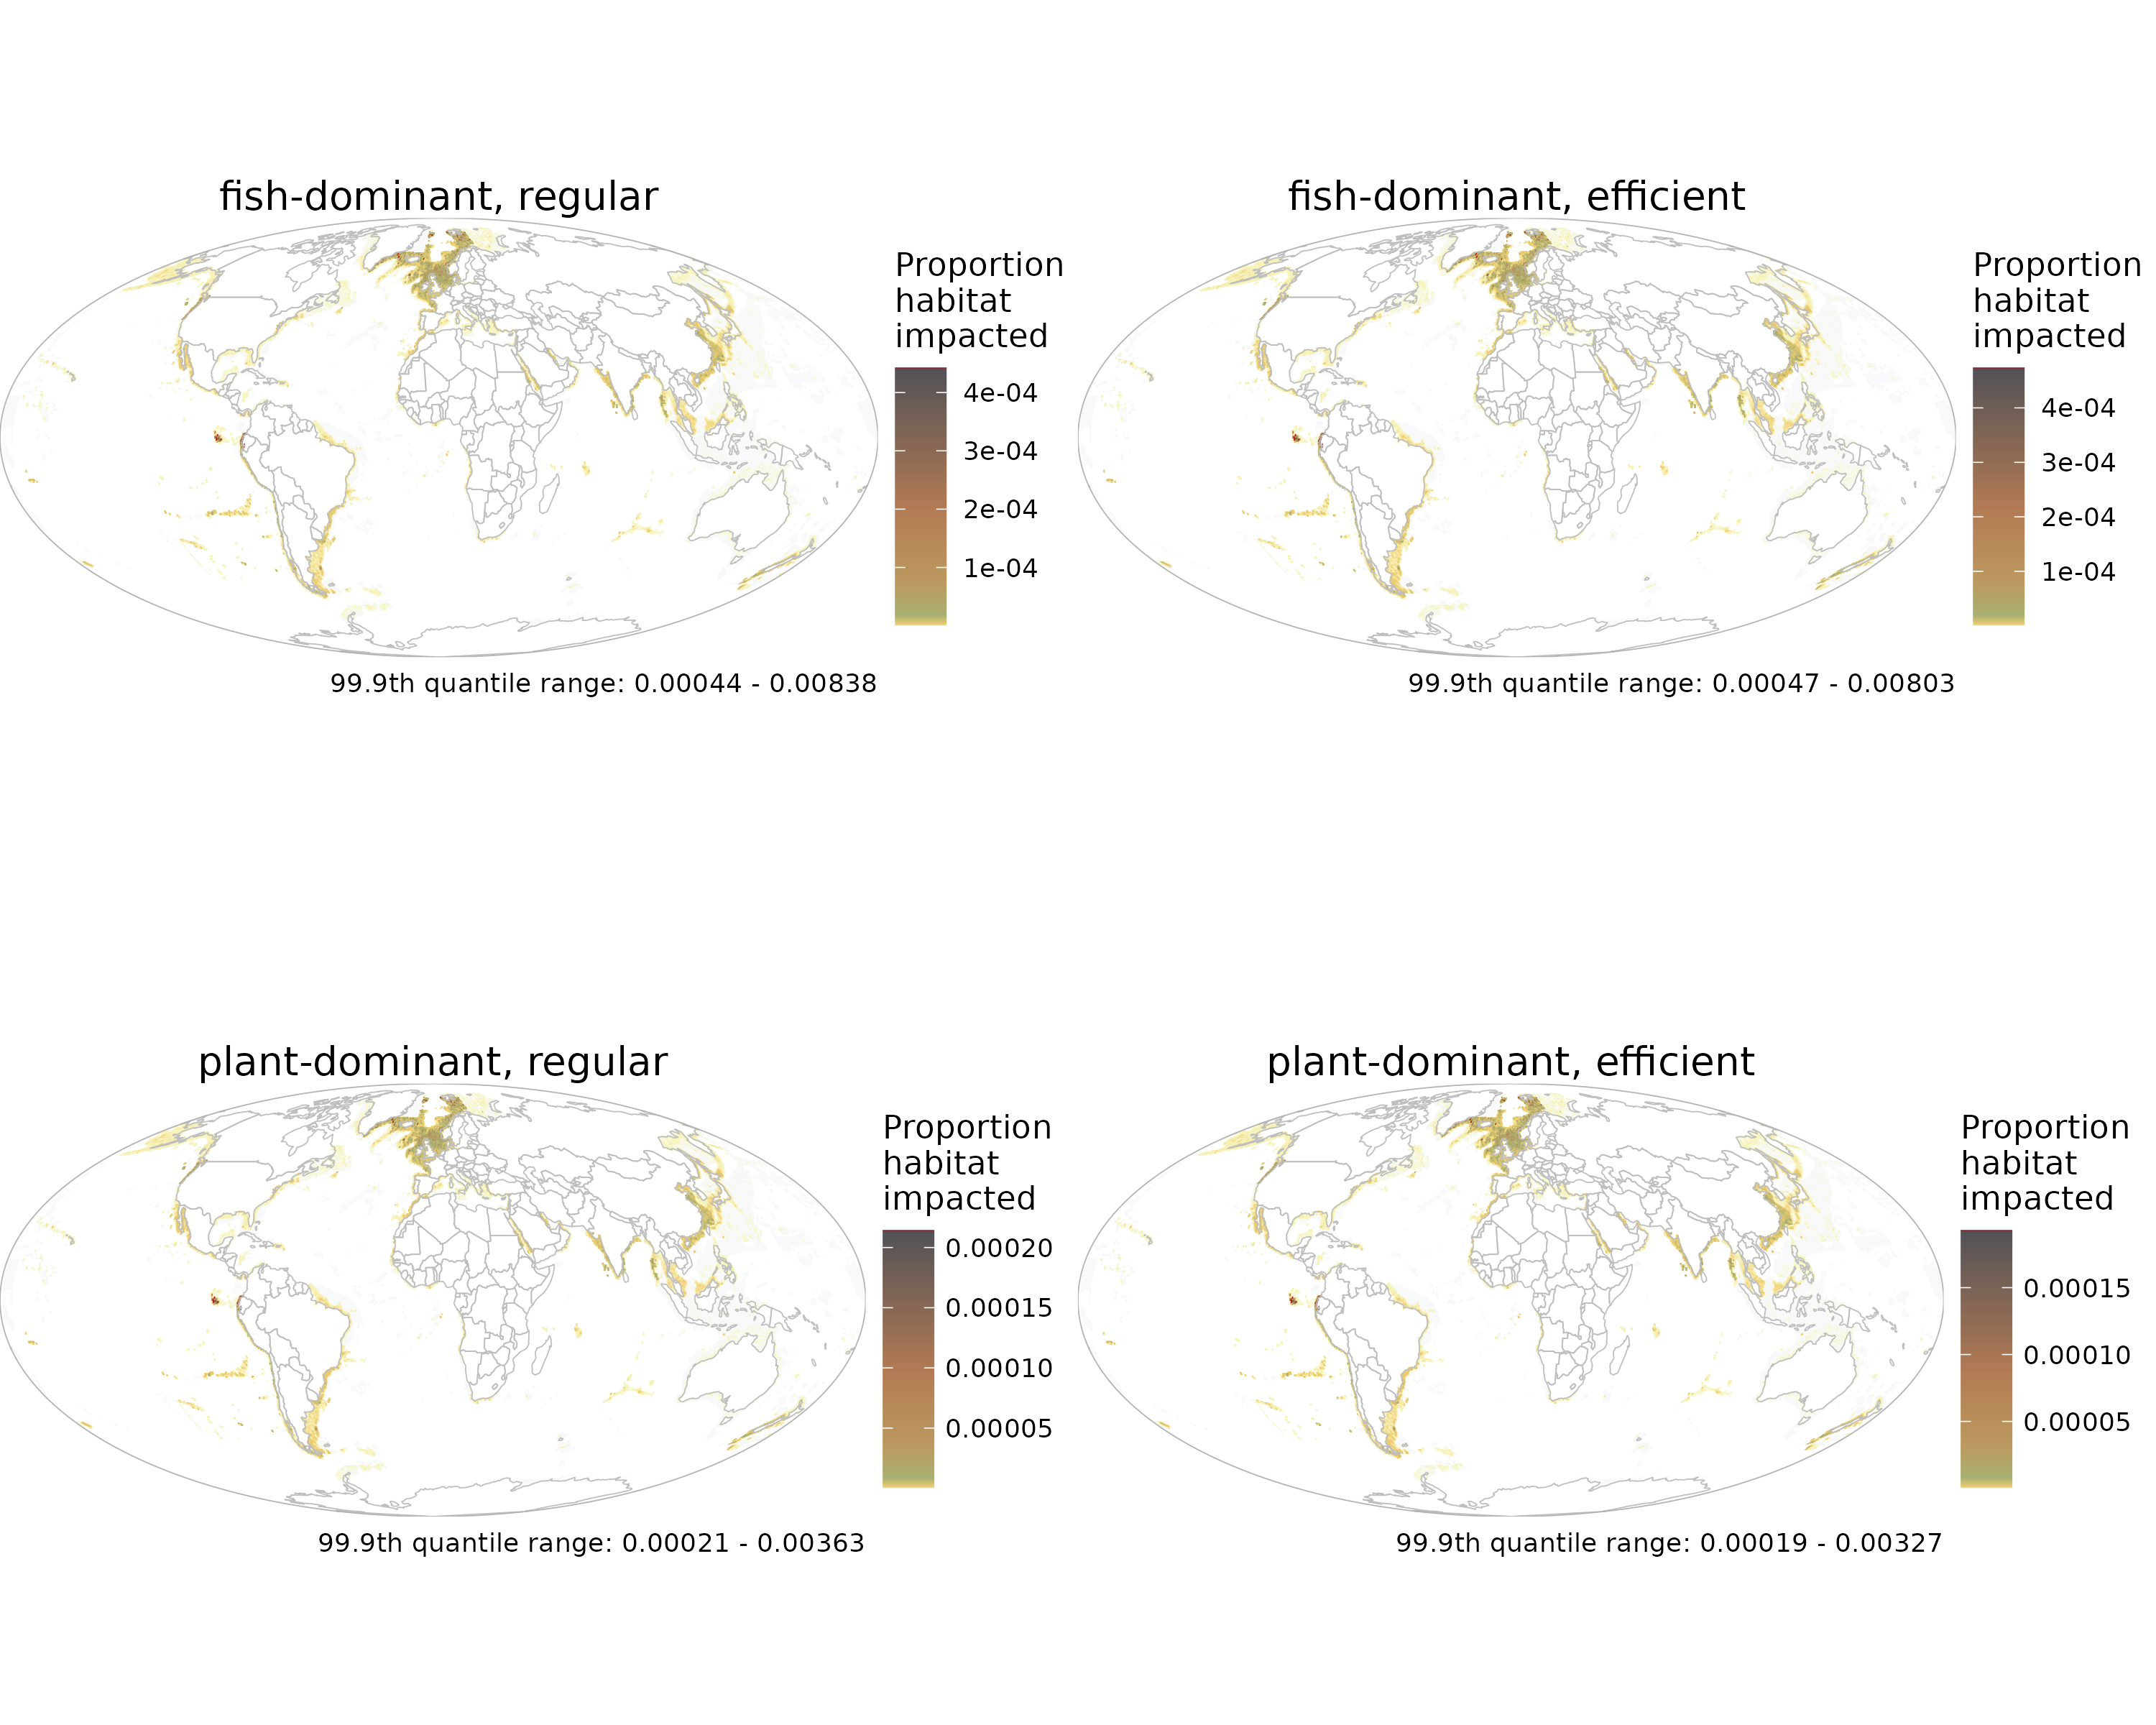 fish-dominant, regular
Proportion
habitat
impacted
4e-04
3e-04
2e-04
1e-04
99.9th quantile range: 0.00044 - 0.00838
fish-dominant, efficient
Proportion
habitat
impacted
4e-04
3e-04
2e-04
1e-04
99.9th quantile range: 0.00047 - 0.00803
plant-dominant, regular
Proportion
habitat
impacted
0.00020
0.00015
0.00010
0.00005
99.9th quantile range: 0.00021 - 0.00363
plant-dominant, efficient
Proportion
habitat
impacted
0.00015
0.00010
0.00005
99.9th quantile range: 0.00019 - 0.00327